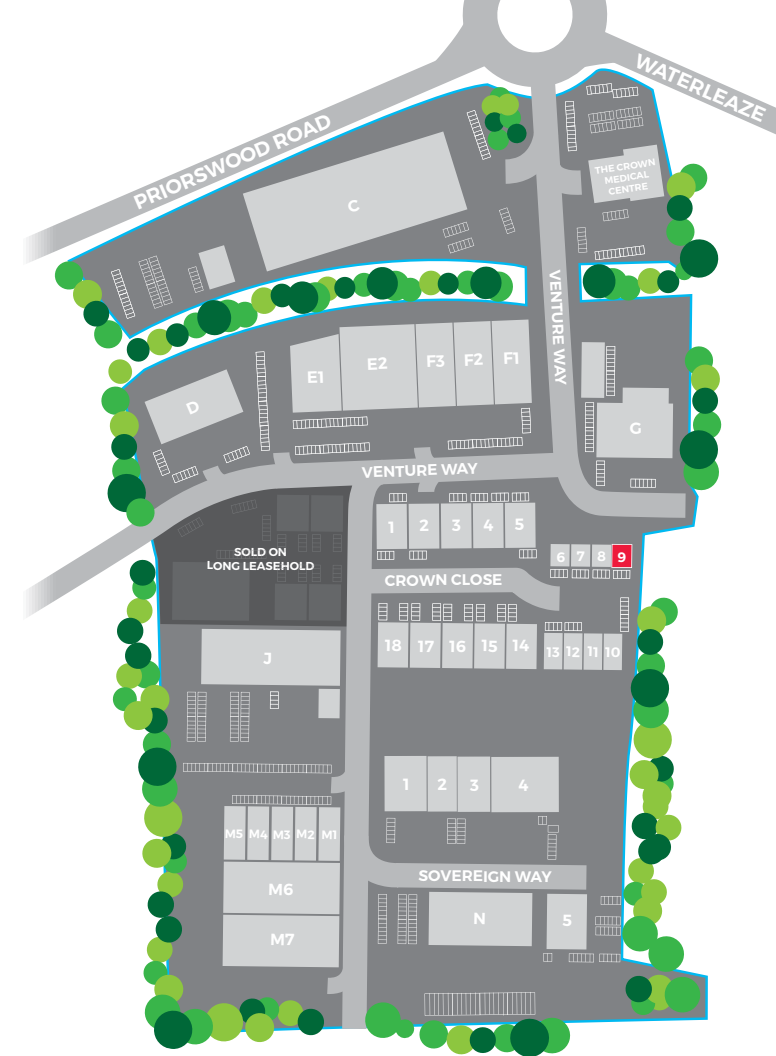 WATERLEAZE
PRIORSWOOD ROAD
THE CROWN
MEDICAL
CENTRE
C
VENTURE WAY
E1
E2
F3
F2
F1
D
G
VENTURE WAY
1
2
3
4
5
SOLD ON
LONG LEASEHOLD
6
7
8
9
CROWN CLOSE
18
17
16
15
14
13
12
11
10
J
1
2
3
4
M5
M4
M3
M2
M1
SOVEREIGN WAY
M6
N
5
M7